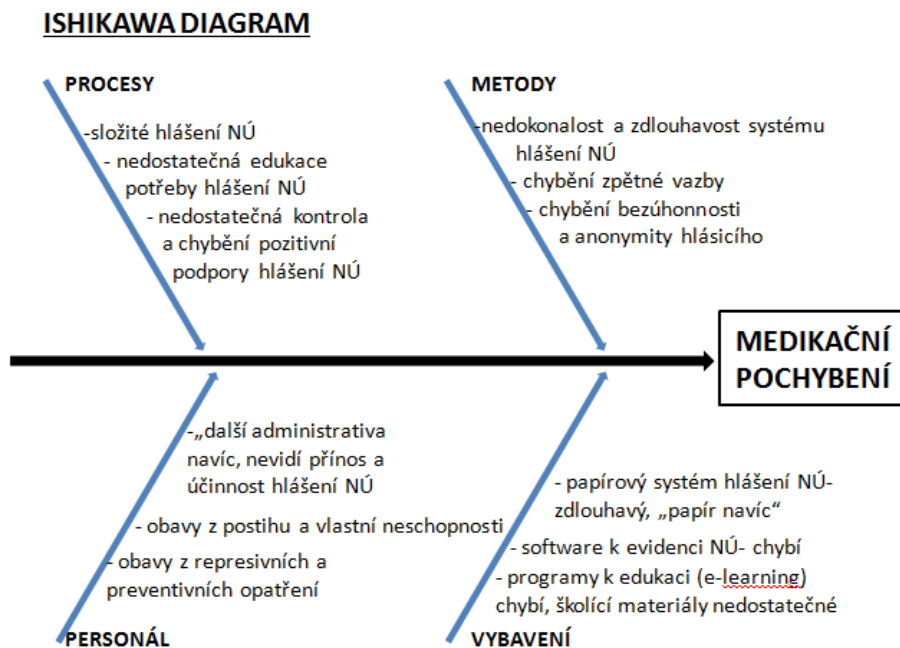 ISHIKAWA DIAGRAM
PROCESY
-složité hlášení NÚ
- nedostatečná edukace
potřeby hlášení NÚ
- nedostatečná kontrola
a chybění pozitivní
podpory hlášení NÚ
METODY
-nedokonalost a zdlouhavost systému
hlášení NÚ
- chybění zpětné vazby
- chybění bezúhonnosti
a anonymity hlásicího
MEDIKAČNÍ
POCHYBENÍ
-„další administrativa
navíc, nevidí přínos a
účinnost hlášení NÚ
- obavy z postihu a vlastní neschopnosti
- obavy z represivních a
preventivních opatření
PERSONÁL
- papírový systém hlášení NÚ-
zdlouhavý, „papír navíc“
- software k evidenci NÚ- chybí
- programy k edukaci (e-learning)
chybí, školící materiály nedostatečné
VYBAVENÍ